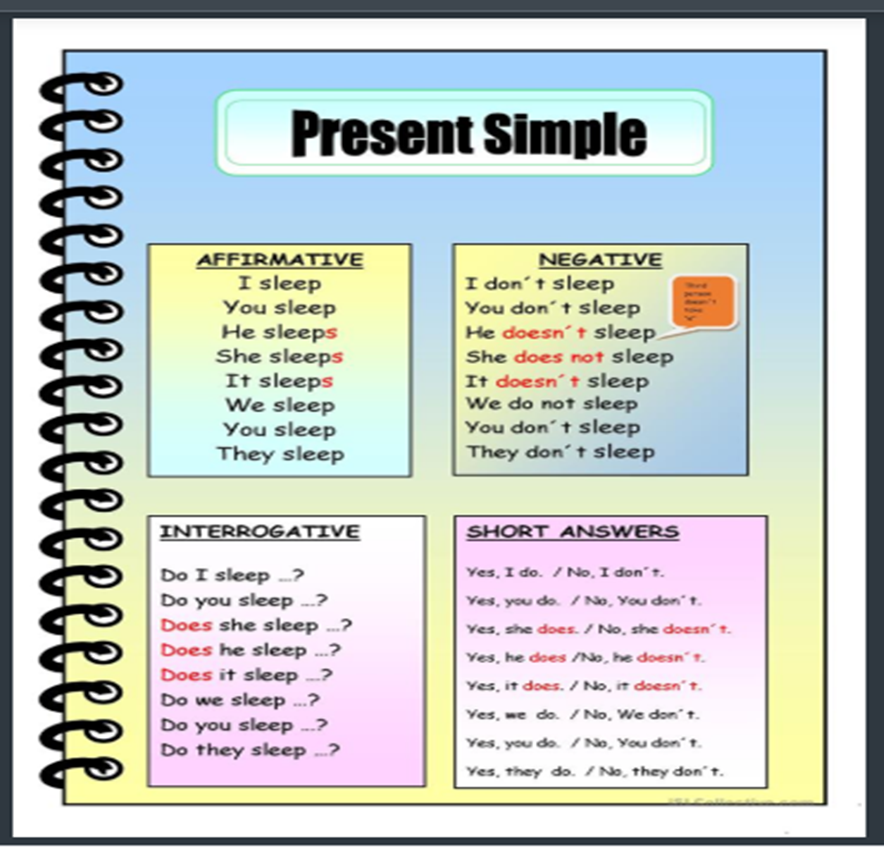 Present Simple
AFFIRMATIVE
I sleep
You sleep
He sleeps
She sleeps
It sleeps
We sleep
You sleep
They sleep
NEGATIVE
I don´t sleep
You don´t sleep
He doesn´t sleep
She does not sleep
It doesn´t sleep
We do not sleep
You don´t sleep
They don´t sleep
Third
person
doesn´t
take
"s"
INTERROGATIVE
Do I sleep ...?
Do you sleep ...?
Does she sleep ...?
Does he sleep ...?
Does it sleep ...?
Do we sleep ...?
Do you sleep ...?
Do they sleep ...?
SHORT ANSWERS
Yes, I do. / No, I don´t.
Yes, you do. / No, You don´t.
Yes, she does. / No, she doesn´t.
Yes, he does /No, he doesn´t.
Yes, it does. / No, it doesn´t.
Yes, we do. / No, We don´t.
Yes, you do. / No, You don´t.
Yes, they do. / No, they don´t.